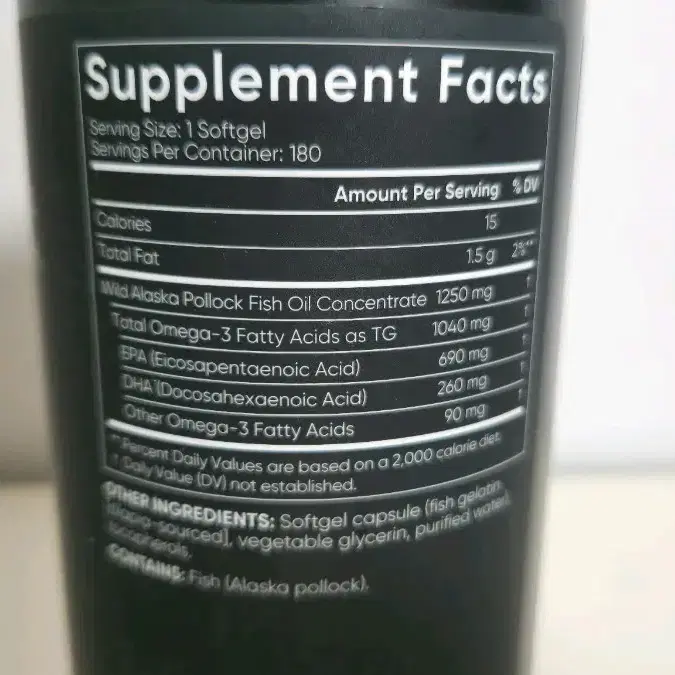 Supplement Facts
Serving Size: 1 Softgel
Servings Per Container: 180
Amount Per Serving % DV
Calories 15
Total Fat 1.5 g 2%**
Wild Alaska Pollock Fish Oil Concentrate 1250 mg †
Total Omega-3 Fatty Acids as TG 1040 mg †
EPA (Eicosapentaenoic Acid) 690 mg †
DHA (Docosahexaenoic Acid) 260 mg †
Other Omega-3 Fatty Acids 90 mg †
** Percent Daily Values are based on a 2,000 calorie diet.
† Daily Value (DV) not established.
OTHER INGREDIENTS: Softgel capsule (fish gelatin
sourced], vegetable glycerin, purified water),
tocopherols.
CONTAINS: Fish (Alaska pollock).